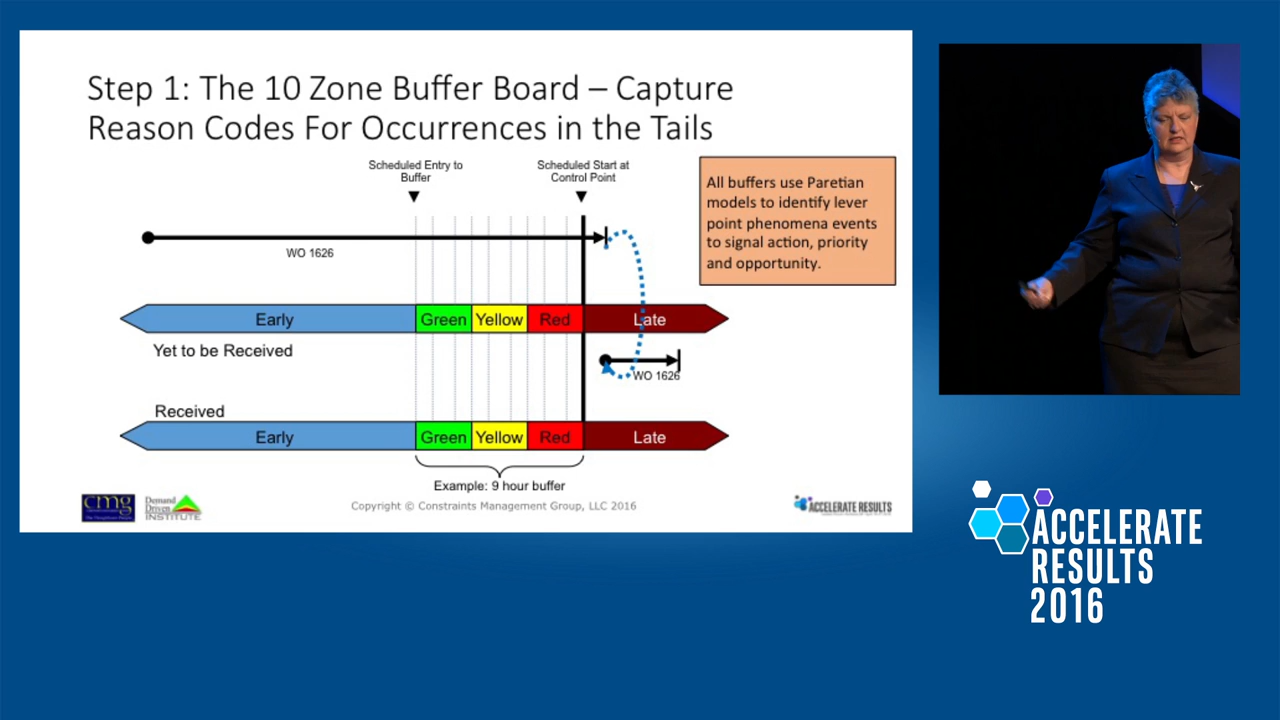 Step 1: The 10 Zone Buffer Board – Capture
Reason Codes For Occurrences in the Tails
Scheduled Entry to
Buffer
Scheduled Start at
Control Point
All buffers use Paretian
models to identify lever
point phenomena events
to signal action, priority
and opportunity.
WO 1626
Early
Green
Yellow
Red
Late
Yet to be Received
WO 1626
Received
Early
Green
Yellow
Red
Late
Example: 9 hour buffer
cmg
Demand
Driven
INSTITUTE
Copyright © Constraints Management Group, LLC 2016
ACCELERATE RESULTS
ACCELERATE
RESULTS
2016